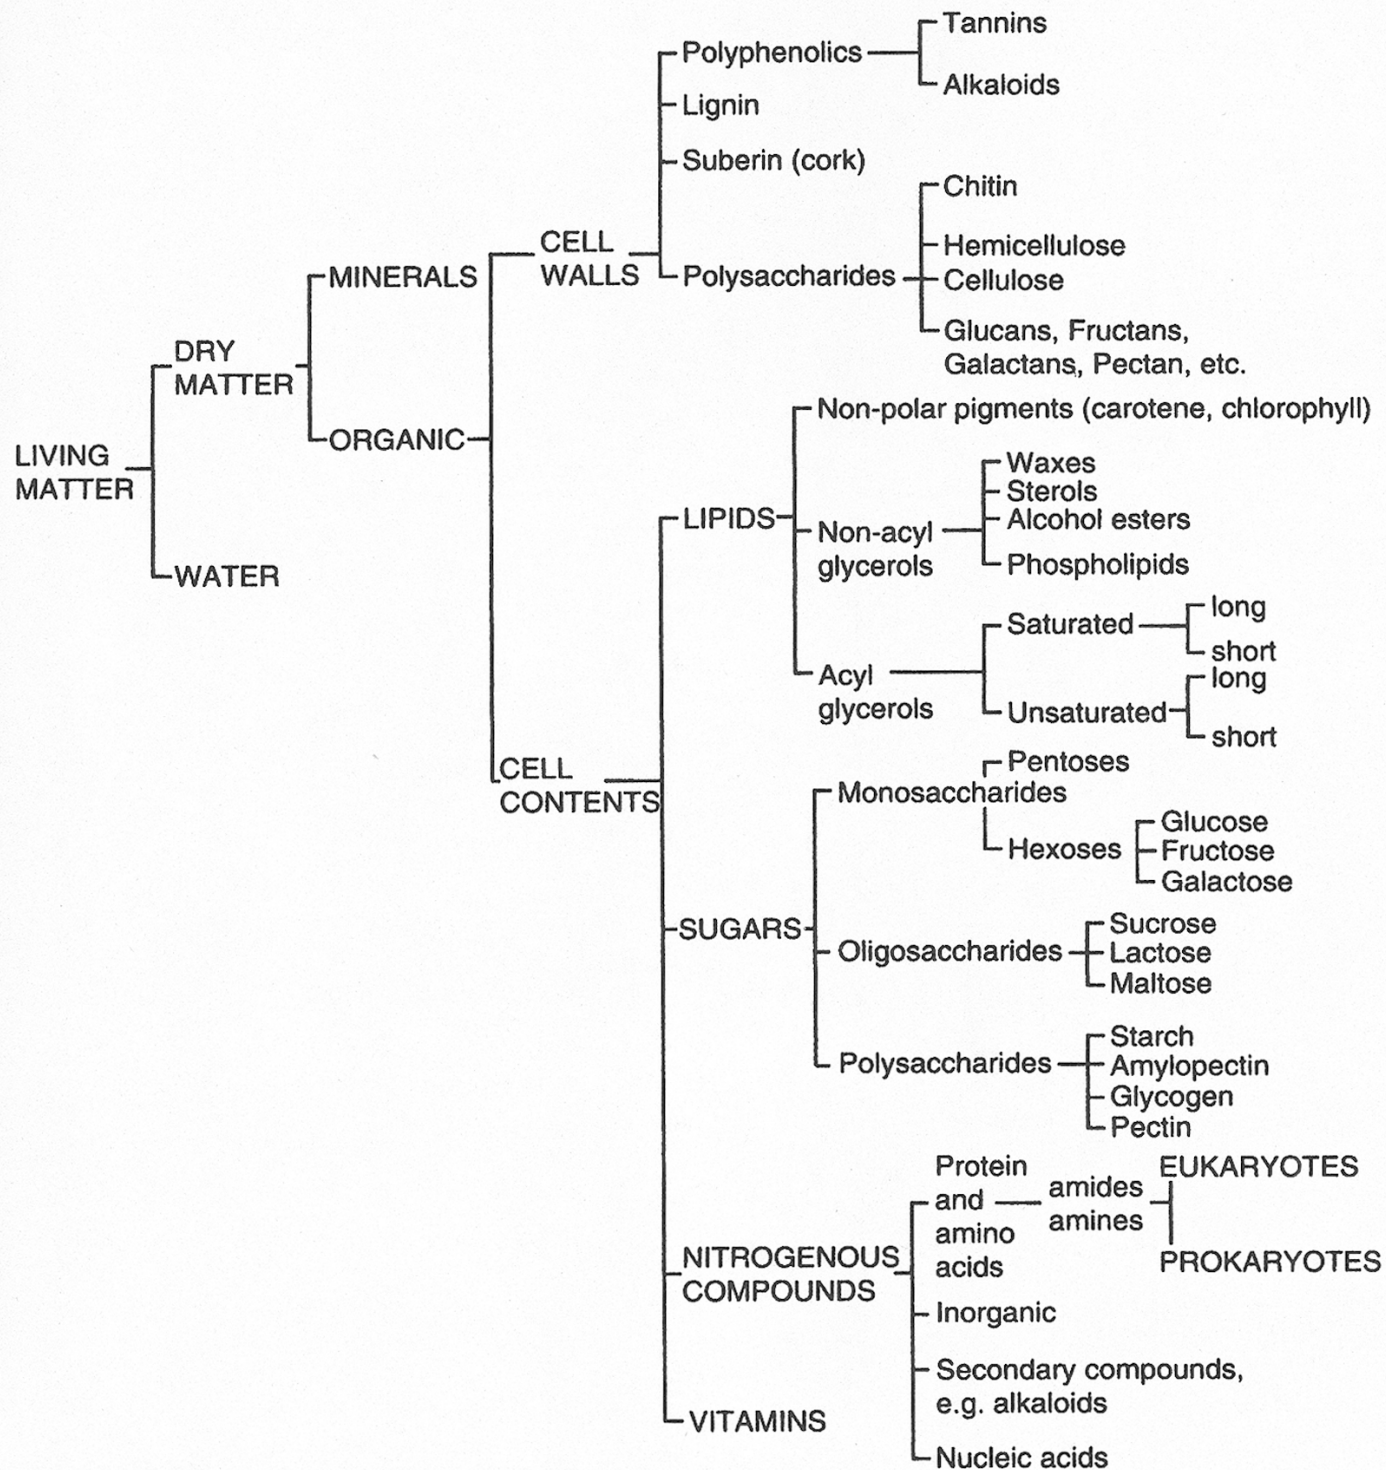 Tannins
Polyphenolics
Alkaloids
Lignin
Suberin (cork)
Chitin
CELL
WALLS
Hemicellulose
Polysaccharides
Cellulose
Glucans, Fructans,
Galactans, Pectan, etc.
MINERALS
DRY
MATTER
ORGANIC
LIVING
MATTER
WATER
Non-polar pigments (carotene, chlorophyll)
LIPIDS
Non-acyl
glycerols
Waxes
Sterols
Alcohol esters
Phospholipids
Acyl
glycerols
Saturated
long
short
Unsaturated
long
short
CELL
CONTENTS
Pentoses
Monosaccharides
Hexoses
Glucose
Fructose
Galactose
SUGARS
Oligosaccharides
Sucrose
Lactose
Maltose
Polysaccharides
Starch
Amylopectin
Glycogen
Pectin
NITROGENOUS
COMPOUNDS
Protein
and
amino
acids
amides
amines
EUKARYOTES
PROKARYOTES
Inorganic
Secondary compounds,
e.g. alkaloids
Nucleic acids
VITAMINS